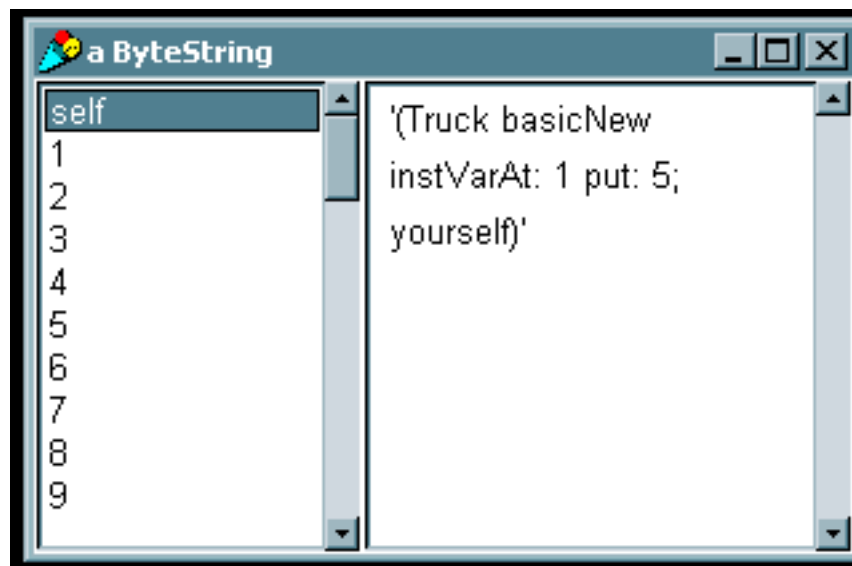 a ByteString
self
1
2
3
4
5
6
7
8
9
'(Truck basicNew
instVarAt: 1 put: 5;
yourself)'